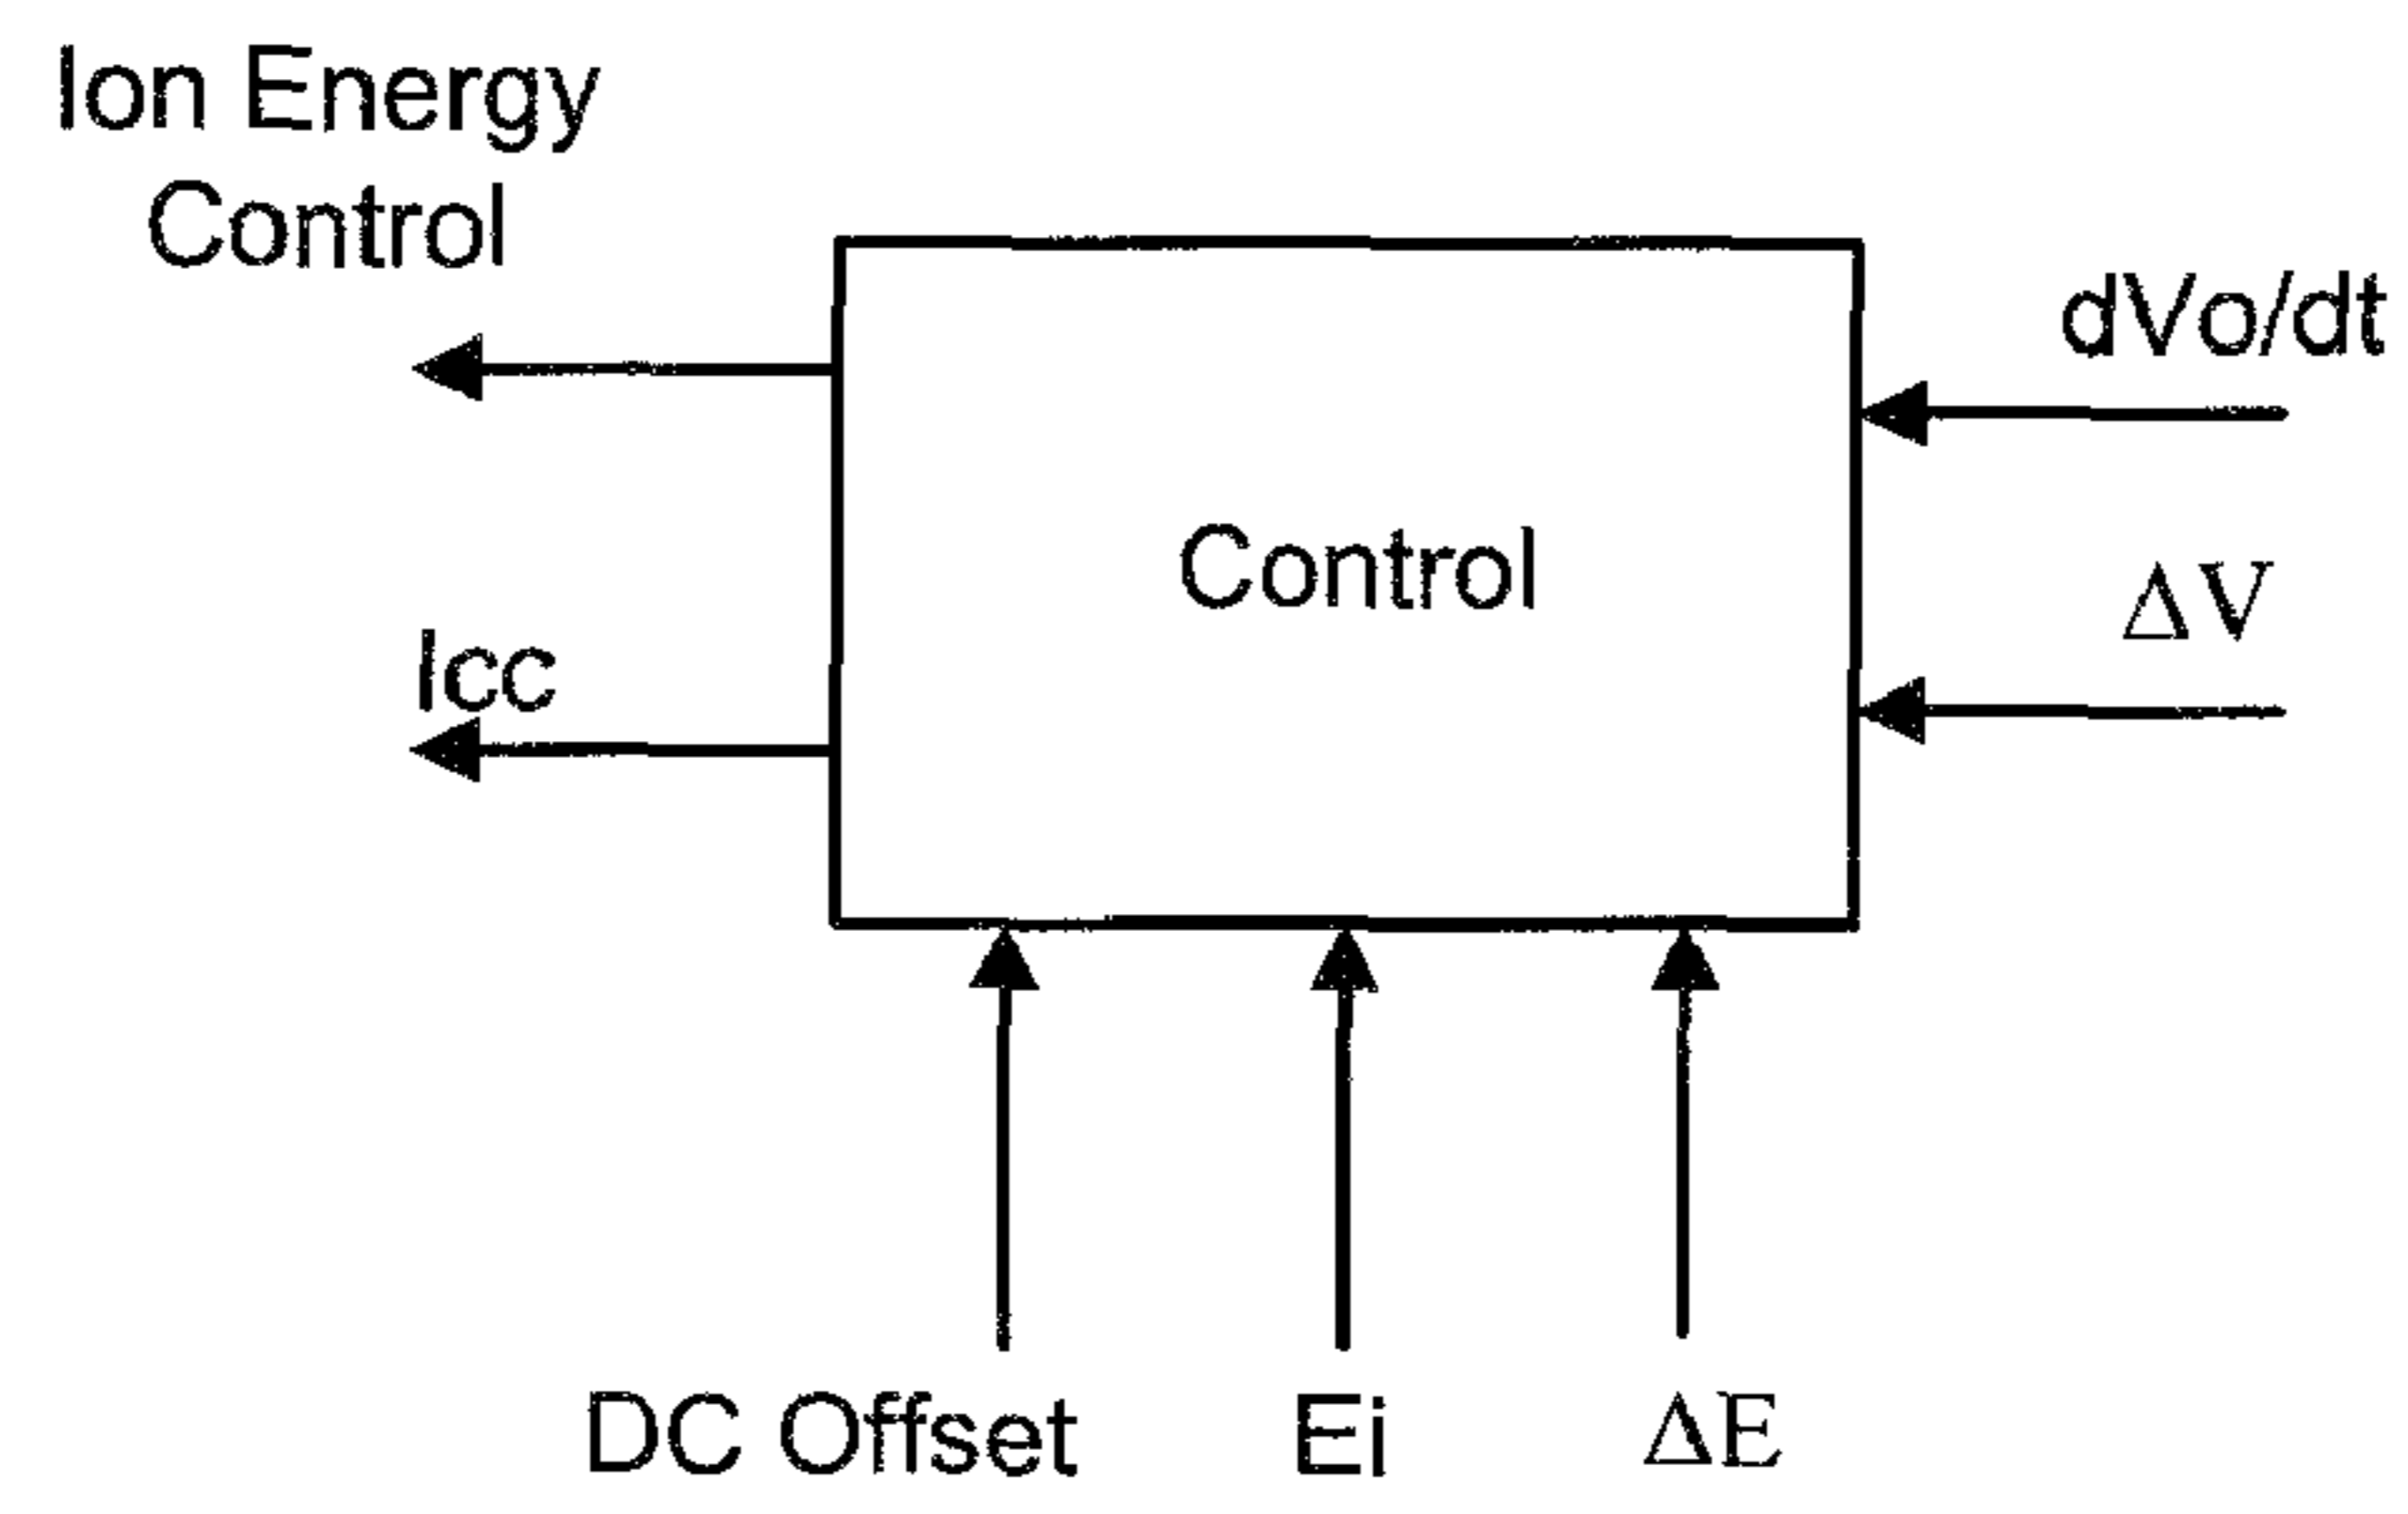 Ion Energy
Control
dVo/dt
Control
ΔV
Icc
DC Offset
Ei
ΔE